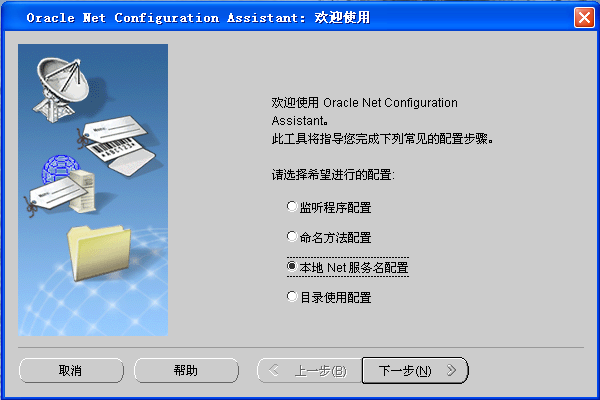 Oracle Net Configuration Assistant: 欢迎使用
欢迎使用 Oracle Net Configuration
Assistant。
此工具将指导您完成下列常见的配置步骤。
请选择希望进行的配置:
监听程序配置
命名方法配置
本地 Net 服务名配置
目录使用配置
取消
帮助
上一步(B)
下一步(N)